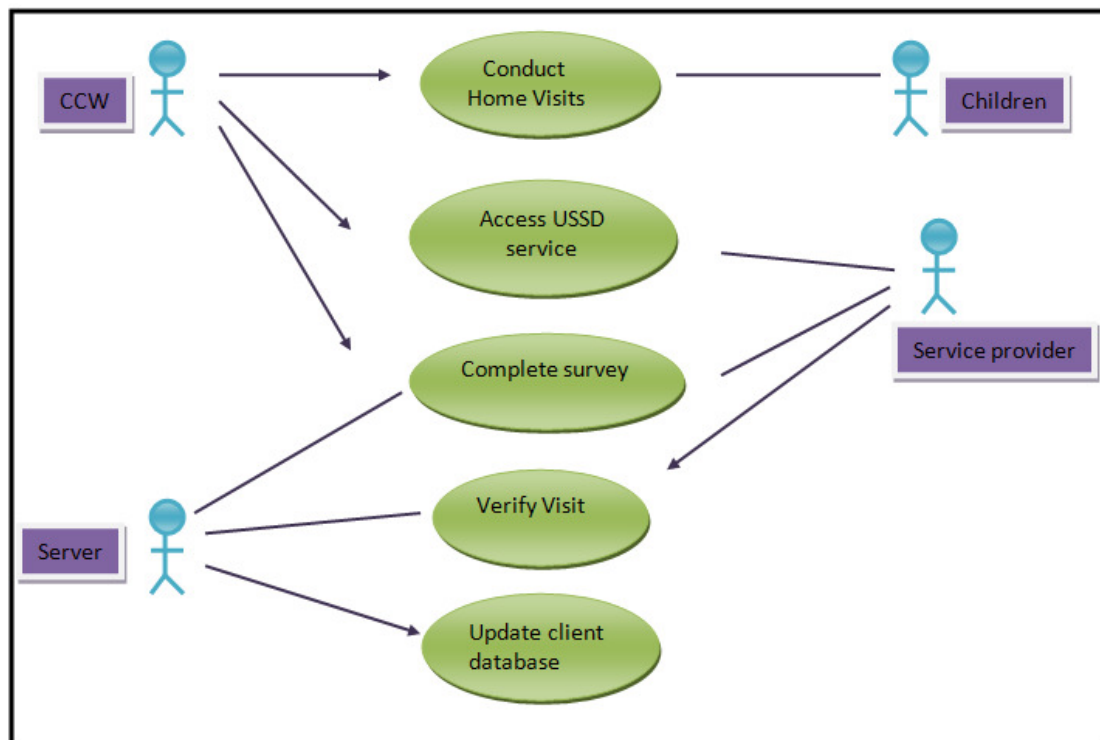 CCW
Conduct
Home Visits
Children
Access USSD
service
Service provider
Complete survey
Verify Visit
Server
Update client
database